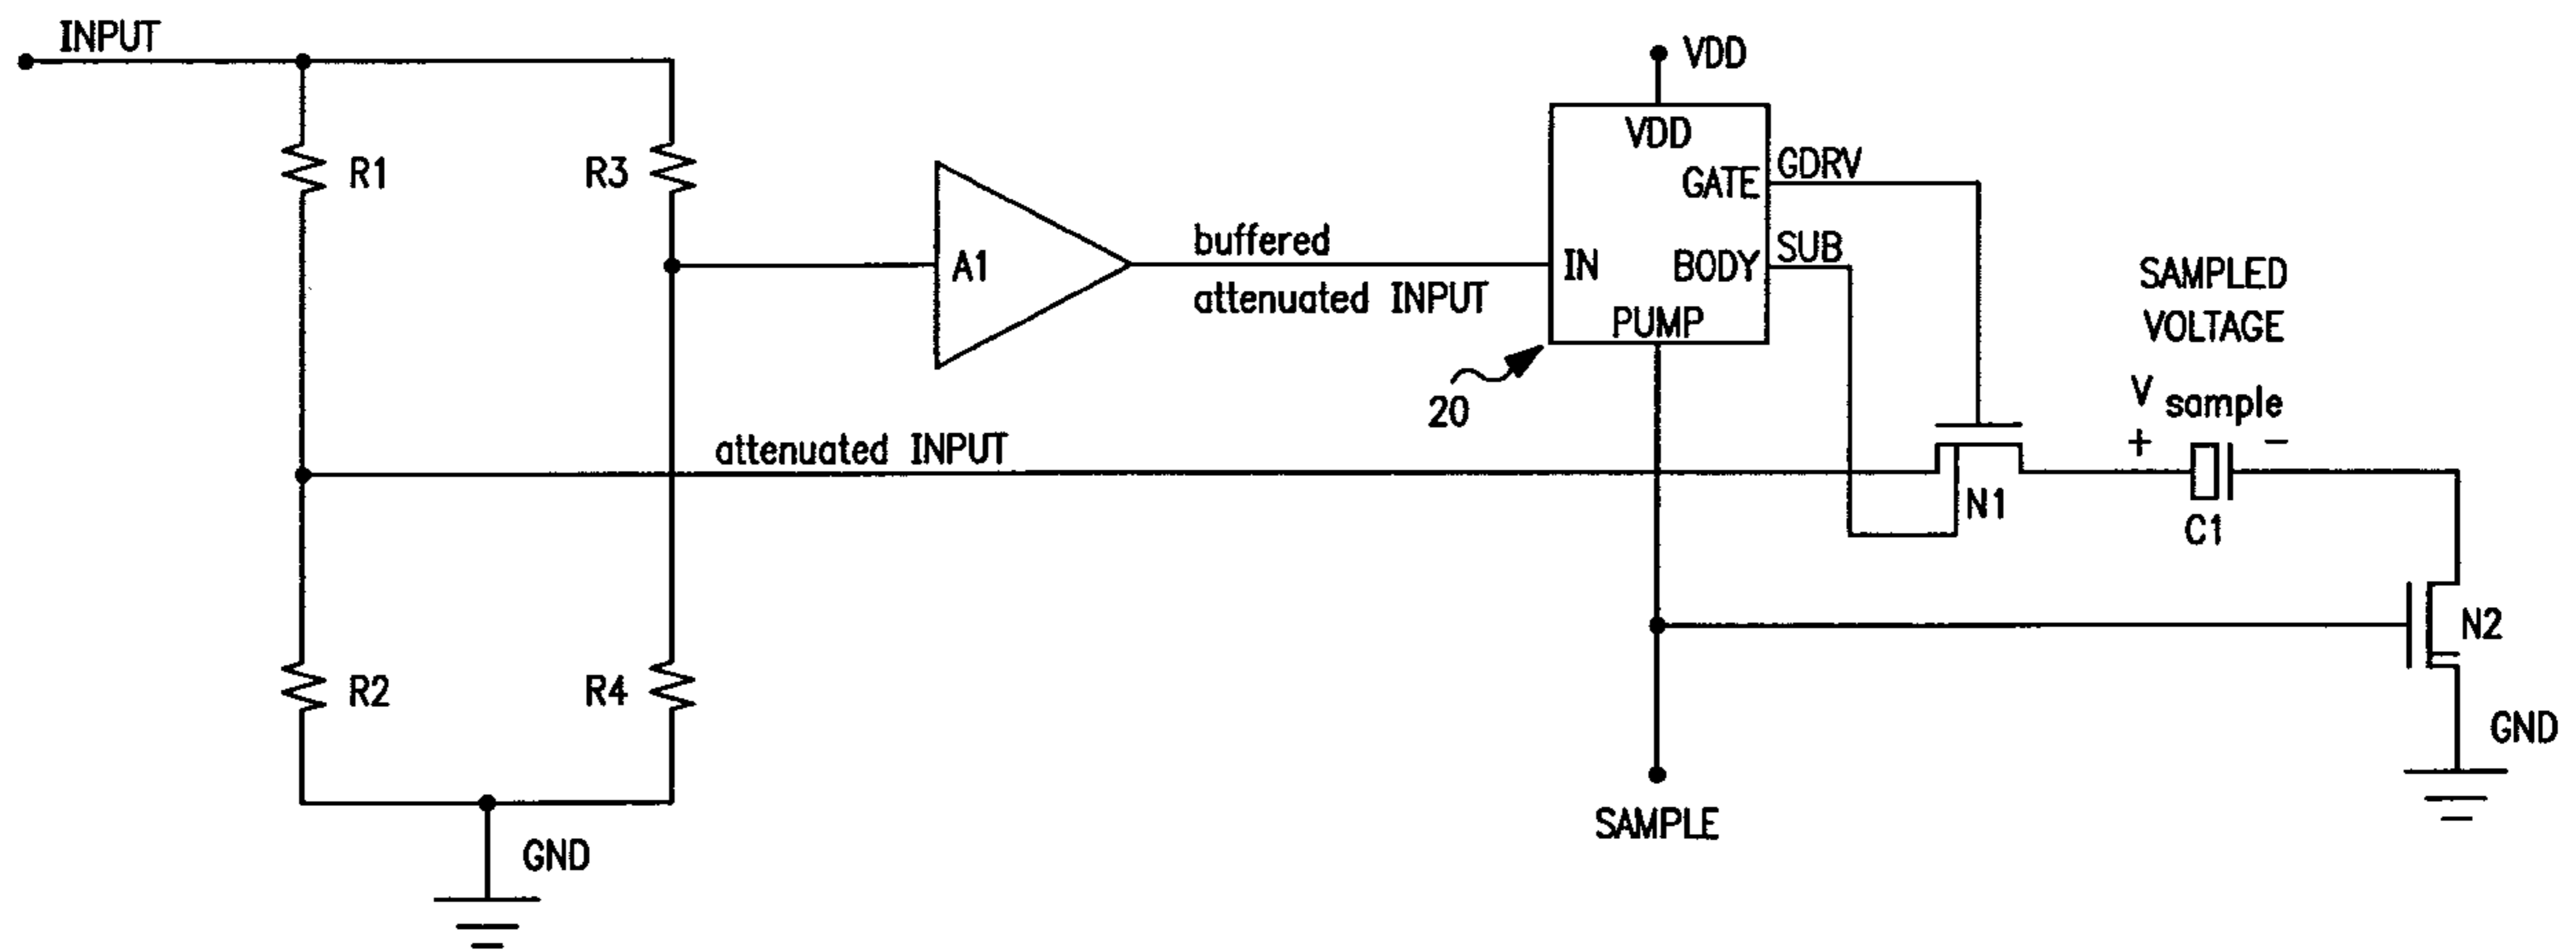 INPUT
VDD
VDD
GDRV
GATE
R1
R3
buffered
SUB
A1
IN
BODY
SAMPLED
attenuated INPUT
PUMP
VOLTAGE
20
V sample
attenuated INPUT
+
−
N1
C1
N2
R2
R4
GND
SAMPLE
GND